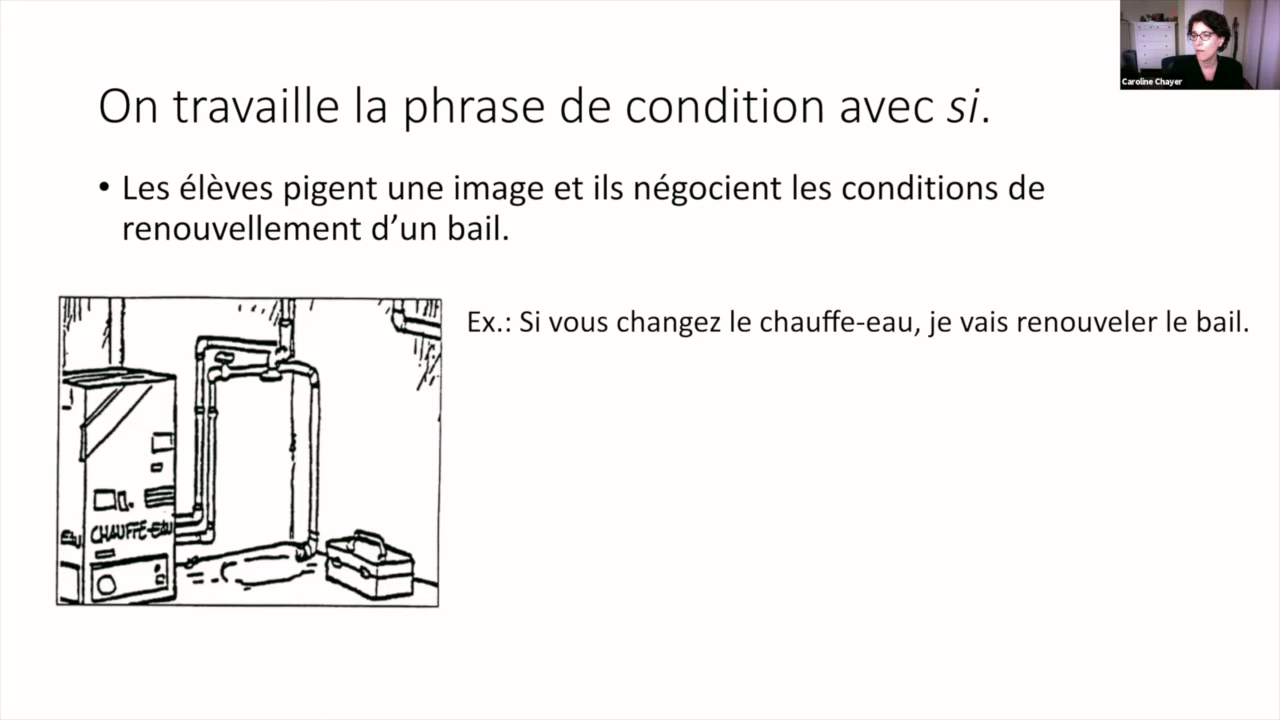 Caroline Chayer
On travaille la phrase de condition avec si.
• Les élèves pigent une image et ils négocient les conditions de
renouvellement d’un bail.
Ex.: Si vous changez le chauffe-eau, je vais renouveler le bail.
CHAUFFE-EAU
EAU